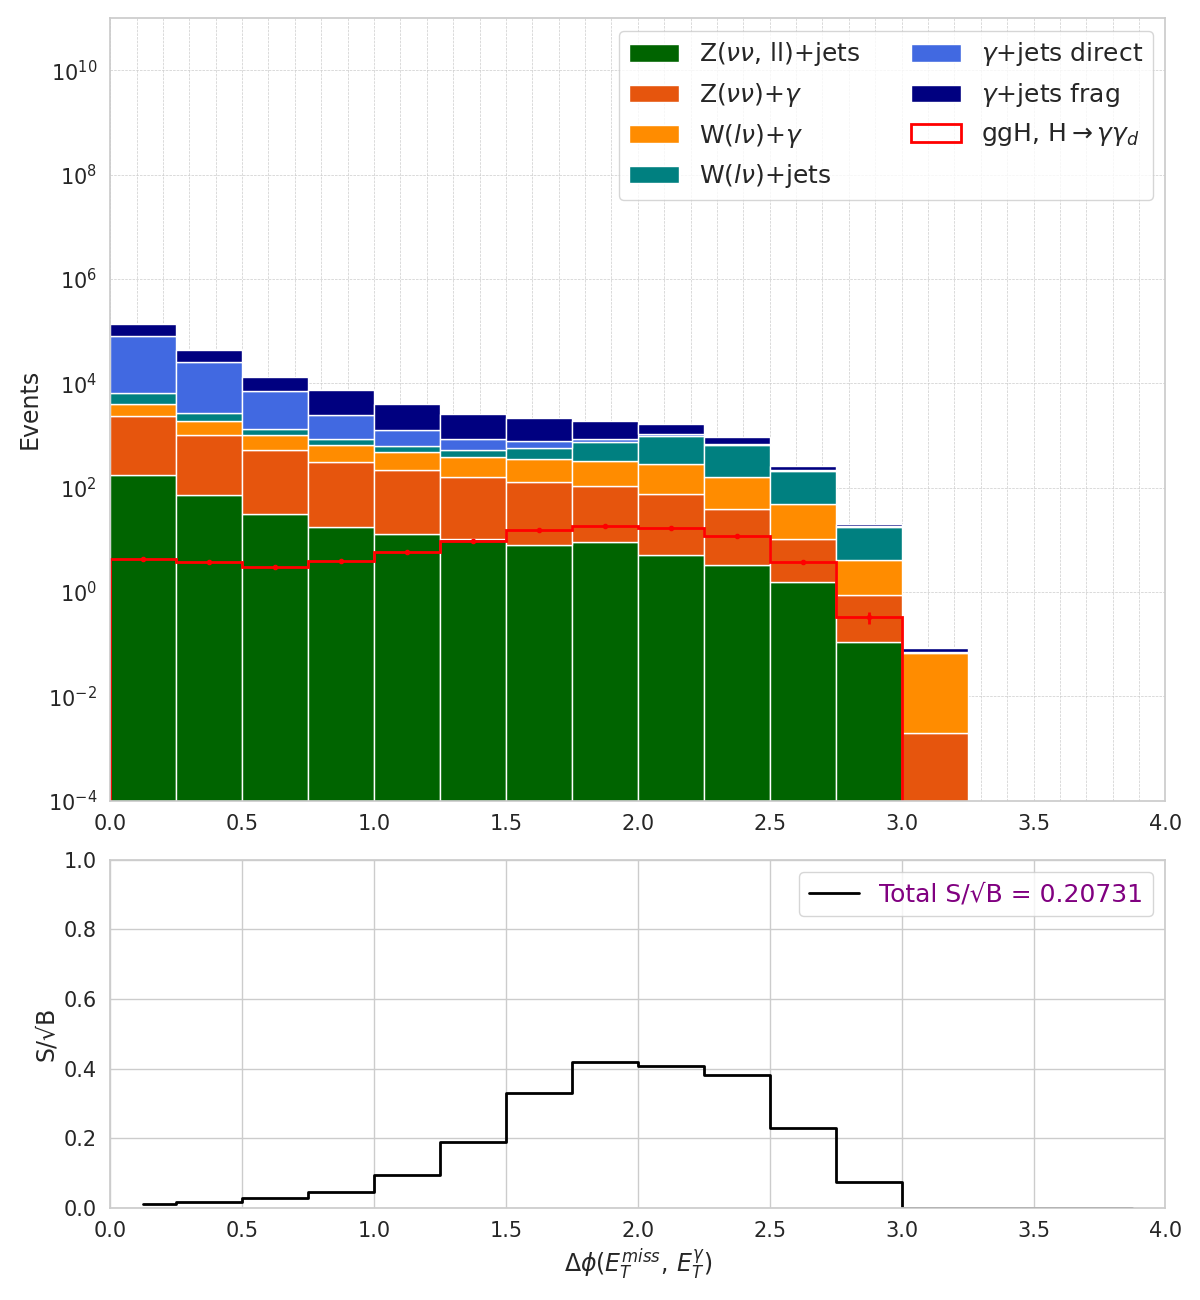 Z(νν, ll)+jets
Z(νν)+γ
W(lν)+γ
W(lν)+jets
γ+jets direct
γ+jets frag
ggH, H→γγ_d
Events
10^10
10^8
10^6
10^4
10^2
10^0
10^−2
10^−4
0.0 0.5 1.0 1.5 2.0 2.5 3.0 3.5 4.0
Total S/√B = 0.20731
S/√B
1.0
0.8
0.6
0.4
0.2
0.0
0.0 0.5 1.0 1.5 2.0 2.5 3.0 3.5 4.0
Δϕ(E_T^miss, E_T^γ)